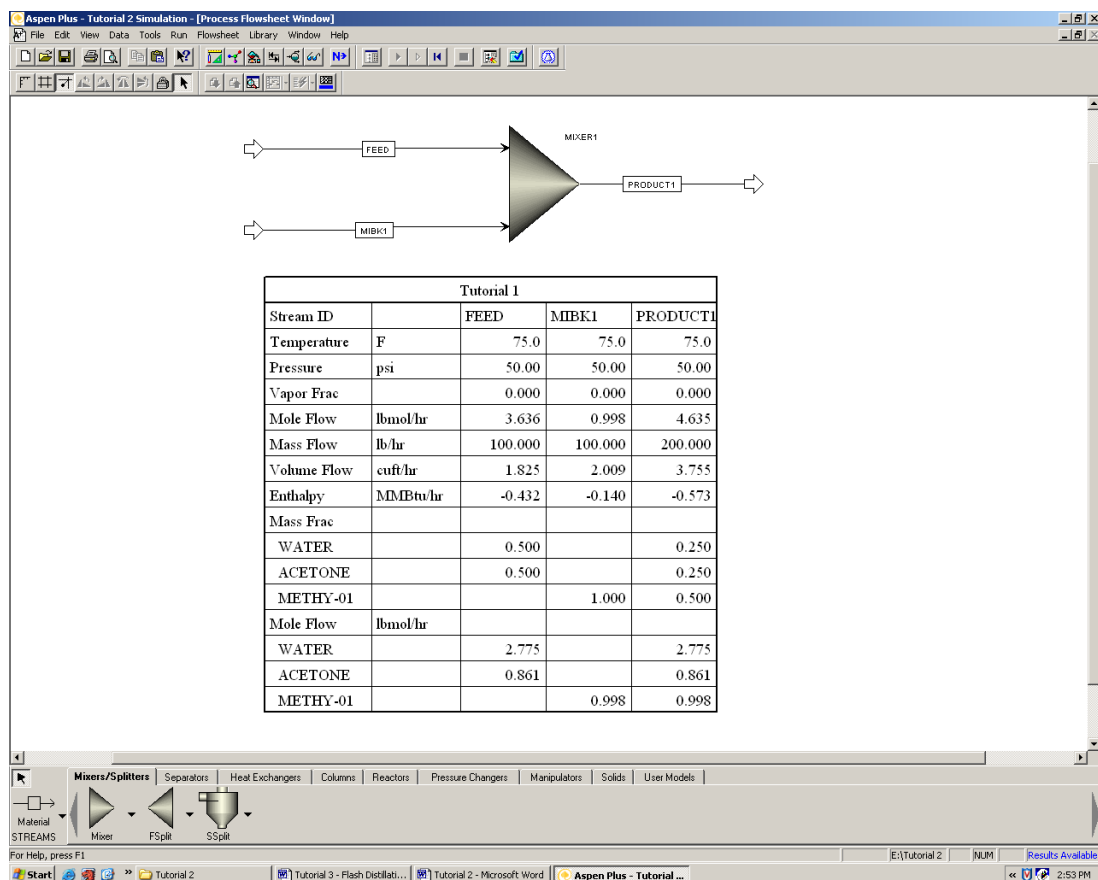 Aspen Plus - Tutorial 2 Simulation - [Process Flowsheet Window]
File Edit View Data Tools Run Flowsheet Library Window Help
N>
MIXER1
FEED
PRODUCT1
MIBK1
Tutorial 1
Stream ID FEED MIBK1 PRODUCT1
Temperature F 75.0 75.0 75.0
Pressure psi 50.00 50.00 50.00
Vapor Frac 0.000 0.000 0.000
Mole Flow lbmol/hr 3.636 0.998 4.635
Mass Flow lb/hr 100.000 100.000 200.000
Volume Flow cuft/hr 1.825 2.009 3.755
Enthalpy MMBtu/hr -0.432 -0.140 -0.573
Mass Frac
WATER 0.500 0.250
ACETONE 0.500 0.250
METHY-01 1.000 0.500
Mole Flow lbmol/hr
WATER 2.775 2.775
ACETONE 0.861 0.861
METHY-01 0.998 0.998
Mixers/Splitters Separators Heat Exchangers Columns Reactors Pressure Changers Manipulators Solids User Models
Material
STREAMS Mixer FSplit SSplit
For Help, press F1 E:\Tutorial 2 NUM Results Available
Start » Tutorial 2 Tutorial 3 - Flash Distillati... Tutorial 2 - Microsoft Word Aspen Plus - Tutorial ... « 2:53 PM